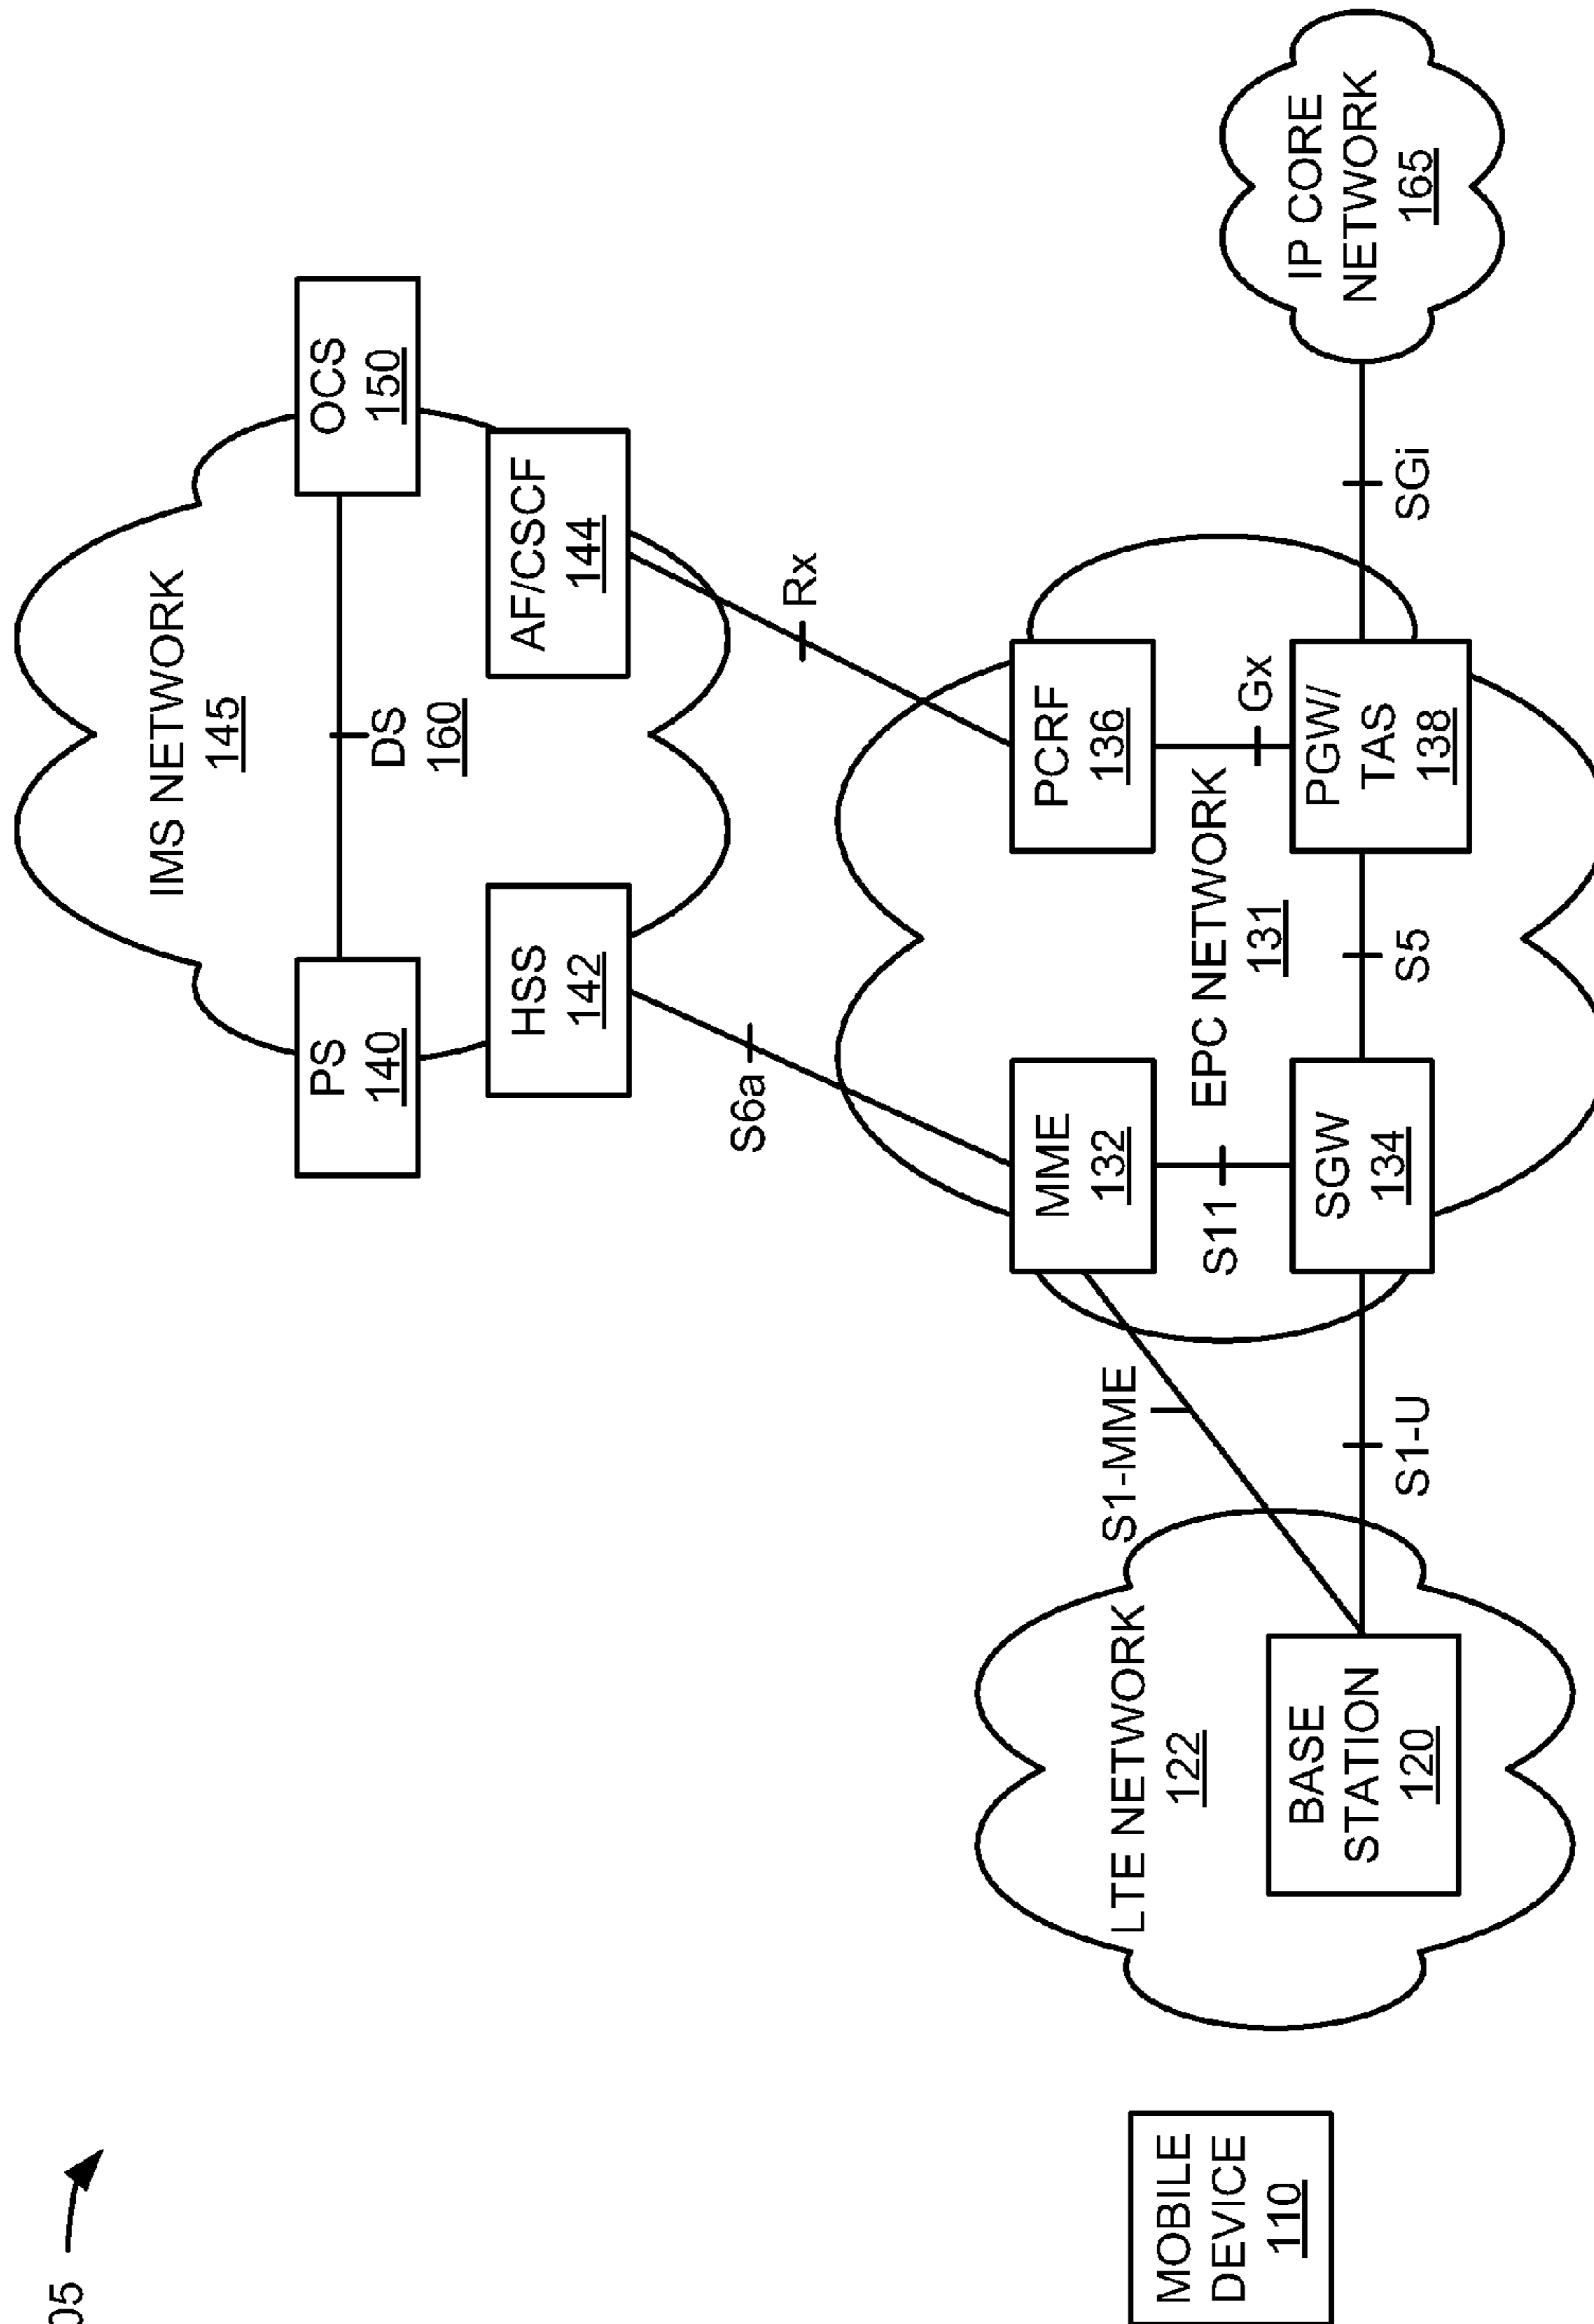 05
IMS NETWORK
145
PS
140
DS
160
OCS
150
HSS
142
AF/CSCF
144
S6a
Rx
LTE NETWORK
122
S1-MME
MME
132
PCRF
136
S11
EPC NETWORK
131
Gx
MOBILE
DEVICE
110
BASE
STATION
120
S1-U
SGW
134
S5
PGW/
TAS
138
SGi
IP CORE
NETWORK
165